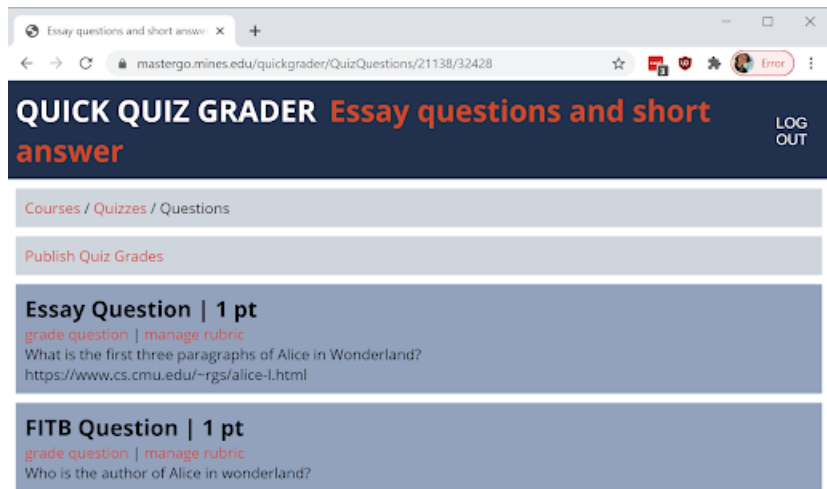 Essay questions and short answe
mastergo.mines.edu/quickgrader/QuizQuestions/21138/32428
3
Error
QUICK QUIZ GRADER Essay questions and short
answer
LOG
OUT
Courses / Quizzes / Questions
Publish Quiz Grades
Essay Question | 1 pt
grade question | manage rubric
What is the first three paragraphs of Alice in Wonderland?
https://www.cs.cmu.edu/~rgs/alice-I.html
FITB Question | 1 pt
grade question | manage rubric
Who is the author of Alice in wonderland?